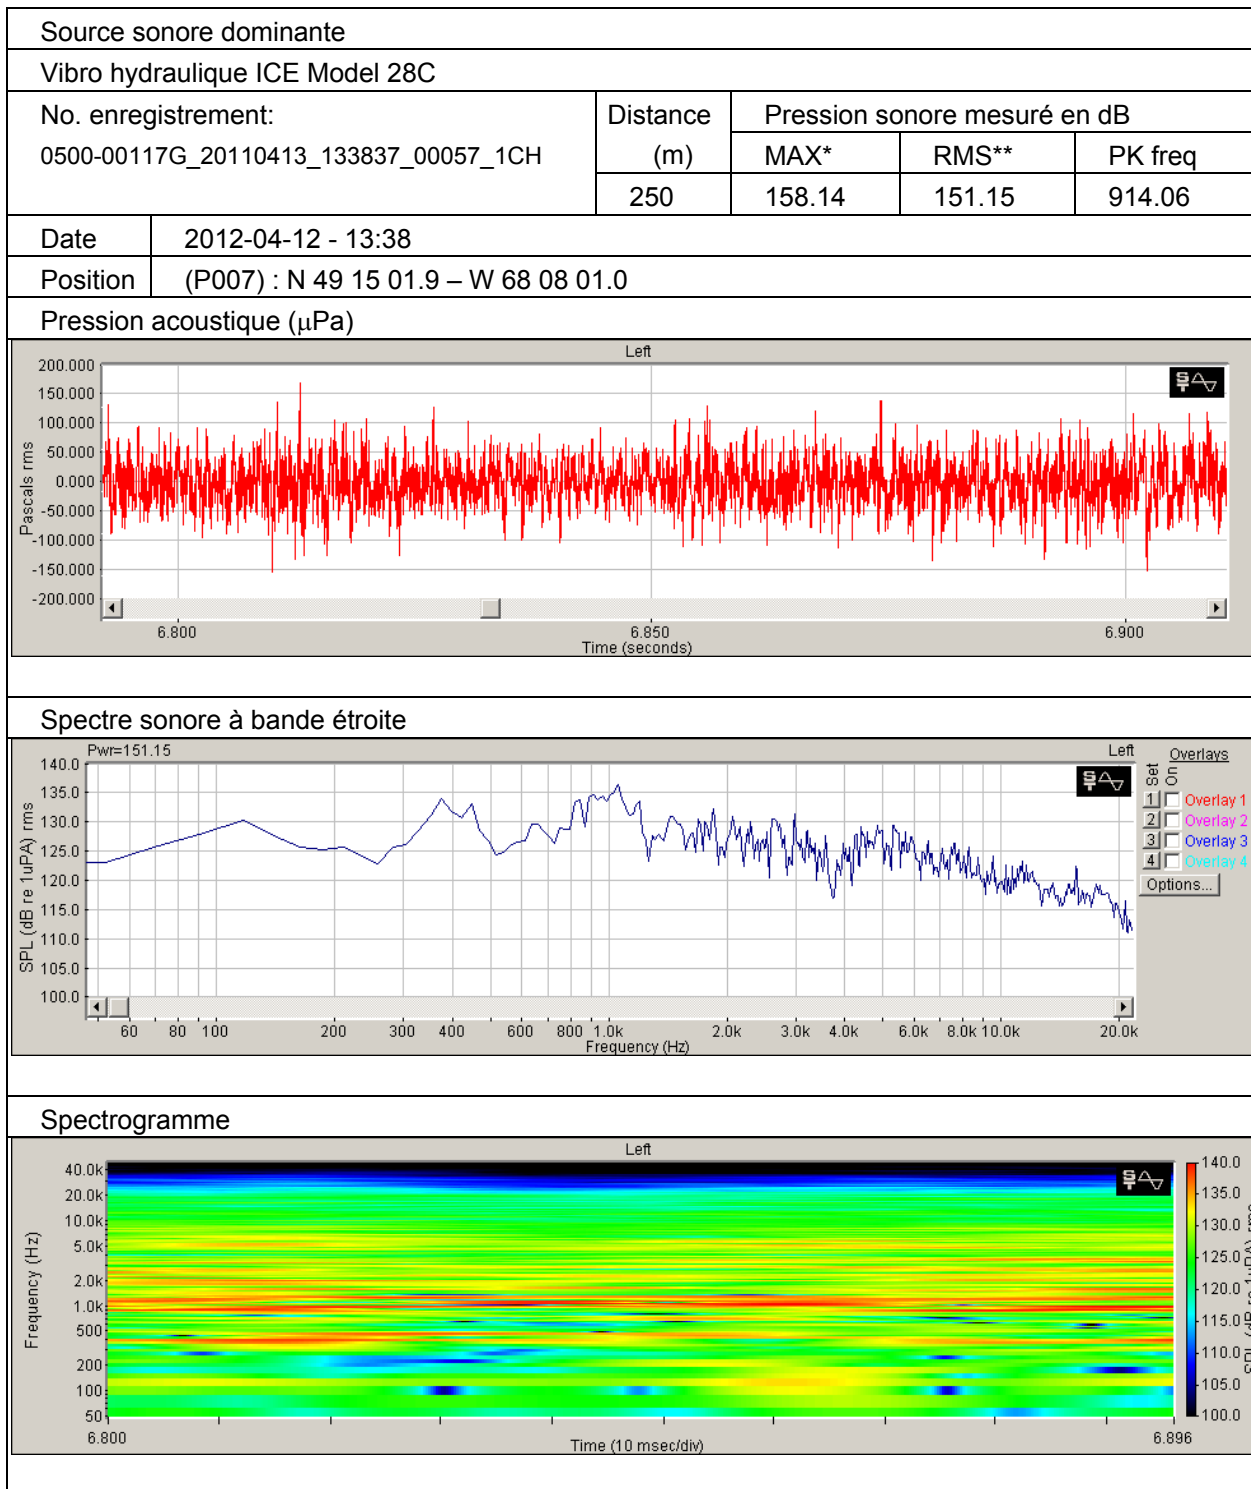 Source sonore dominante
Vibro hydraulique ICE Model 28C
No. enregistrement:
0500-00117G_20110413_133837_00057_1CH
Distance
(m)
Pression sonore mesuré en dB
MAX* RMS** PK freq
250 158.14 151.15 914.06
Date 2012-04-12 - 13:38
Position (P007) : N 49 15 01.9 – W 68 08 01.0
Pression acoustique (µPa)
Left
200.000
150.000
100.000
50.000
0.000
-50.000
-100.000
-150.000
-200.000
Pascals rms
6.800 6.850 6.900
Time (seconds)
Spectre sonore à bande étroite
Pwr=151.15 Left
140.0
135.0
130.0
125.0
120.0
115.0
110.0
105.0
100.0
SPL (dB re 1uPA) rms
60 80 100 200 300 400 600 800 1.0k 2.0k 3.0k 4.0k 6.0k 8.0k 10.0k 20.0k
Frequency (Hz)
Overlays
Set On
1 Overlay 1
2 Overlay 2
3 Overlay 3
4 Overlay 4
Options...
Spectrogramme
Left
40.0k
20.0k
10.0k
5.0k
2.0k
1.0k
500
200
100
50
Frequency (Hz)
6.800 6.896
Time (10 msec/div)
140.0
135.0
130.0
125.0
120.0
115.0
110.0
105.0
100.0
SPL (dB re 1uPA) rms